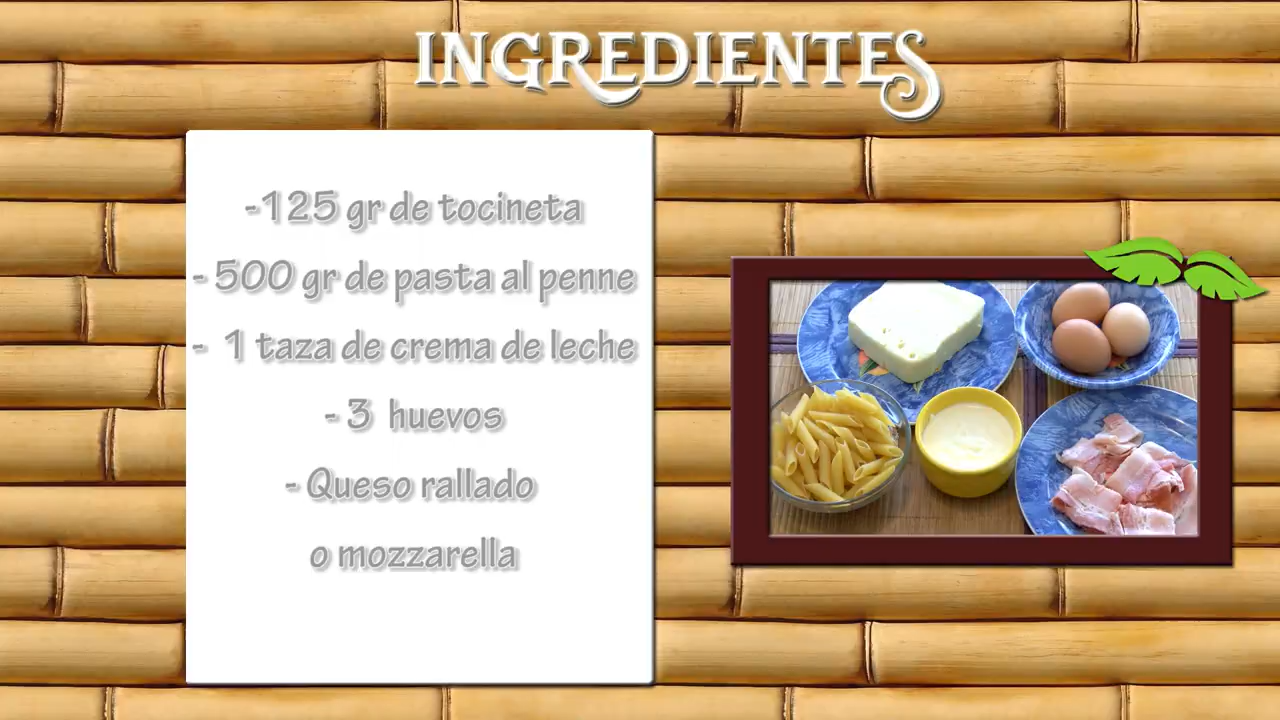 INGREDIENTES
-125 gr de tocineta
- 500 gr de pasta al penne
- 1 taza de crema de leche
- 3 huevos
- Queso rallado
o mozzarella